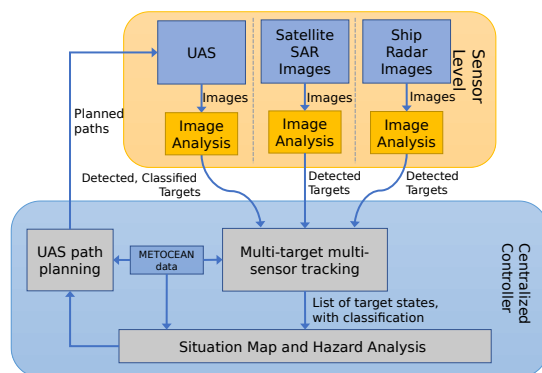 UAS
Satellite
SAR
Images
Ship
Radar
Images
Sensor
Level
Images
Images
Images
Planned
paths
Image
Analysis
Image
Analysis
Image
Analysis
Detected, Classified
Targets
Detected
Targets
Detected
Targets
UAS path
planning
METOCEAN
data
Multi-target multi-
sensor tracking
Centralized
Controller
List of target states,
with classification
Situation Map and Hazard Analysis